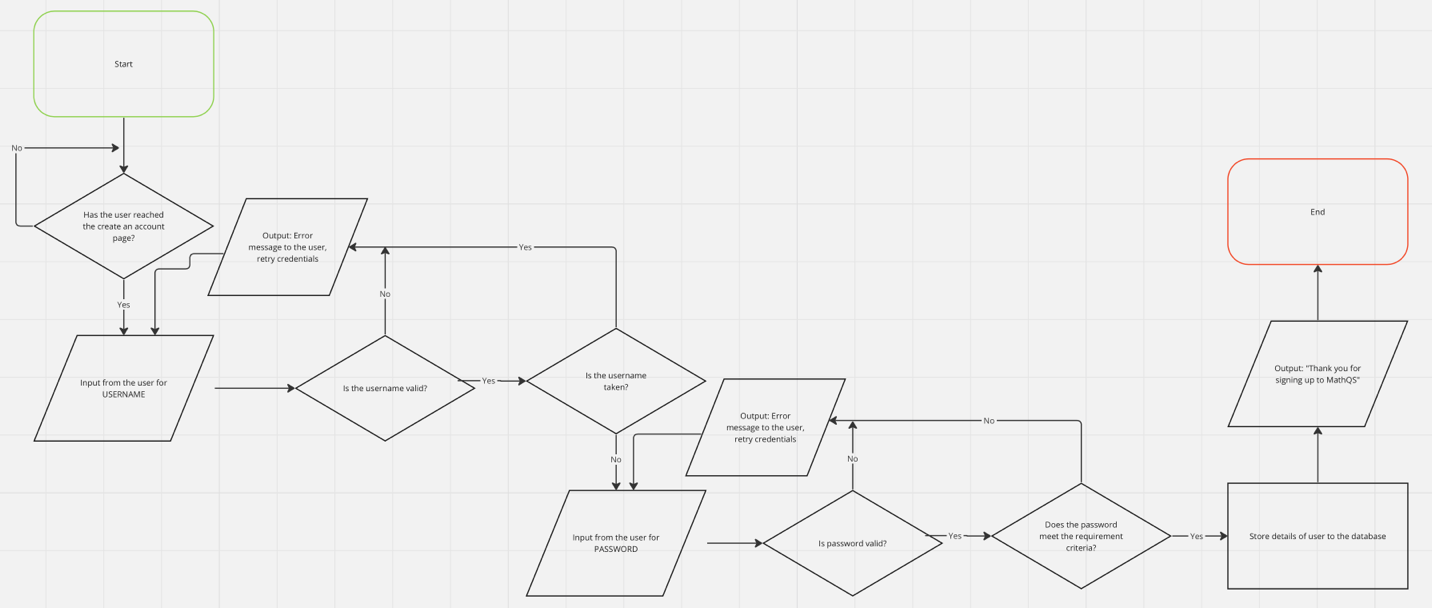 Start
No
Has the user reached
the create an account
page?
Yes
Output: Error
message to the user,
retry credentials
Yes
No
Input from the user for
USERNAME
Is the username valid?
Yes
Is the username
taken?
No
Output: Error
message to the user,
retry credentials
No
No
Input from the user for
PASSWORD
Is password valid?
Yes
Does the password
meet the requirement
criteria?
Yes
Store details of user to the database
Output: "Thank you for
signing up to MathQS"
End